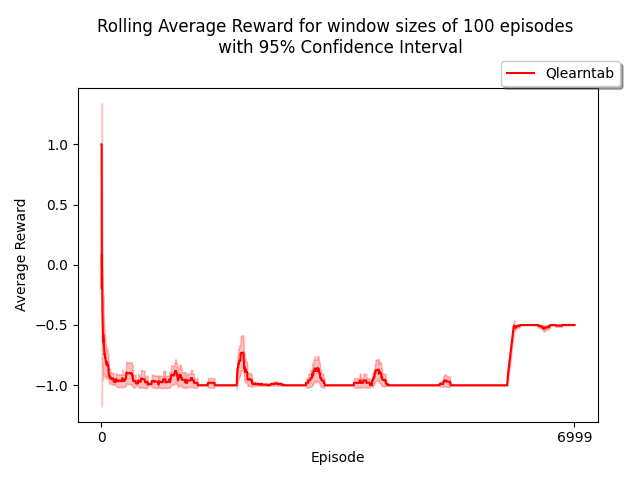 Rolling Average Reward for window sizes of 100 episodes
with 95% Confidence Interval
Qlearntab
1.0
0.5
0.0
−0.5
−1.0
Average Reward
0
6999
Episode